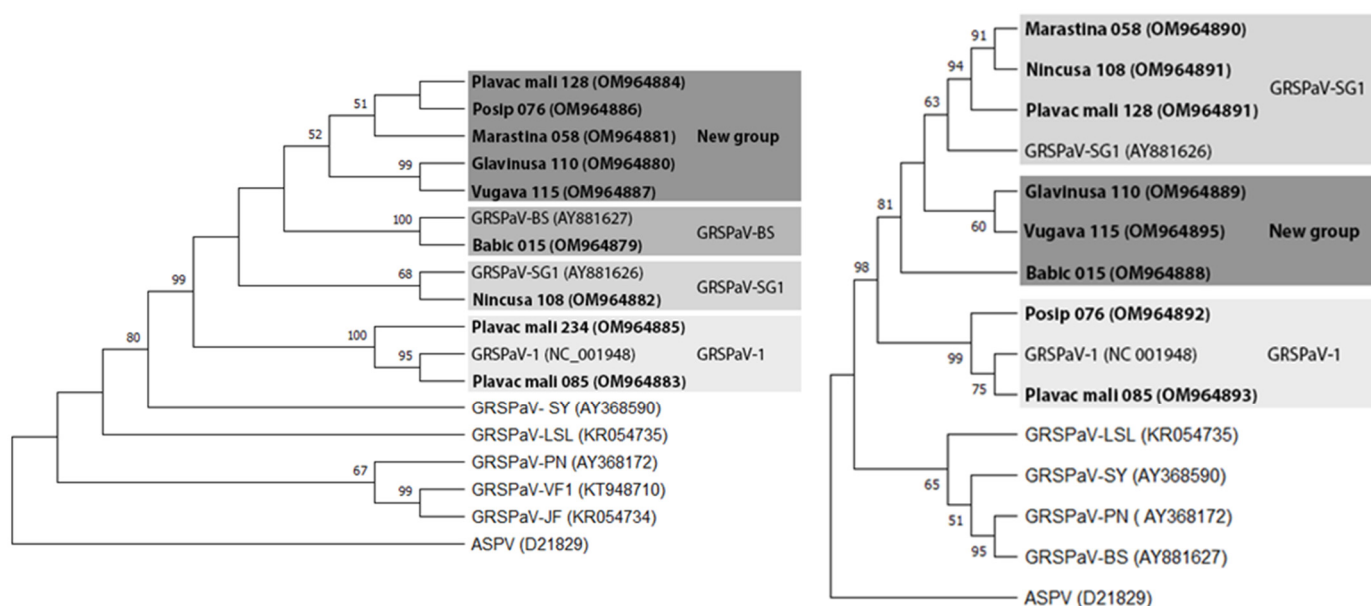 Plavac mali 128 (OM964884)
51
Posip 076 (OM964886)
Marastina 058 (OM964881)
New group
52
Glavinusa 110 (OM964880)
99
Vugava 115 (OM964887)
GRSPaV-BS (AY881627)
100
GRSPaV-BS
Babic 015 (OM964879)
GRSPaV-SG1 (AY881626)
68
GRSPaV-SG1
Nincusa 108 (OM964882)
99
Plavac mali 234 (OM964885)
100
GRSPaV-1 (NC_001948)
GRSPaV-1
95
Plavac mali 085 (OM964883)
80
GRSPaV- SY (AY368590)
GRSPaV-LSL (KR054735)
GRSPaV-PN (AY368172)
67
GRSPaV-VF1 (KT948710)
99
GRSPaV-JF (KR054734)
ASPV (D21829)
Marastina 058 (OM964890)
91
Nincusa 108 (OM964891)
GRSPaV-SG1
94
Plavac mali 128 (OM964891)
63
GRSPaV-SG1 (AY881626)
Glavinusa 110 (OM964889)
81
Vugava 115 (OM964895)
New group
60
Babic 015 (OM964888)
98
Posip 076 (OM964892)
GRSPaV-1 (NC 001948)
GRSPaV-1
99
Plavac mali 085 (OM964893)
75
GRSPaV-LSL (KR054735)
65
GRSPaV-SY (AY368590)
51
GRSPaV-PN ( AY368172)
95
GRSPaV-BS (AY881627)
ASPV (D21829)